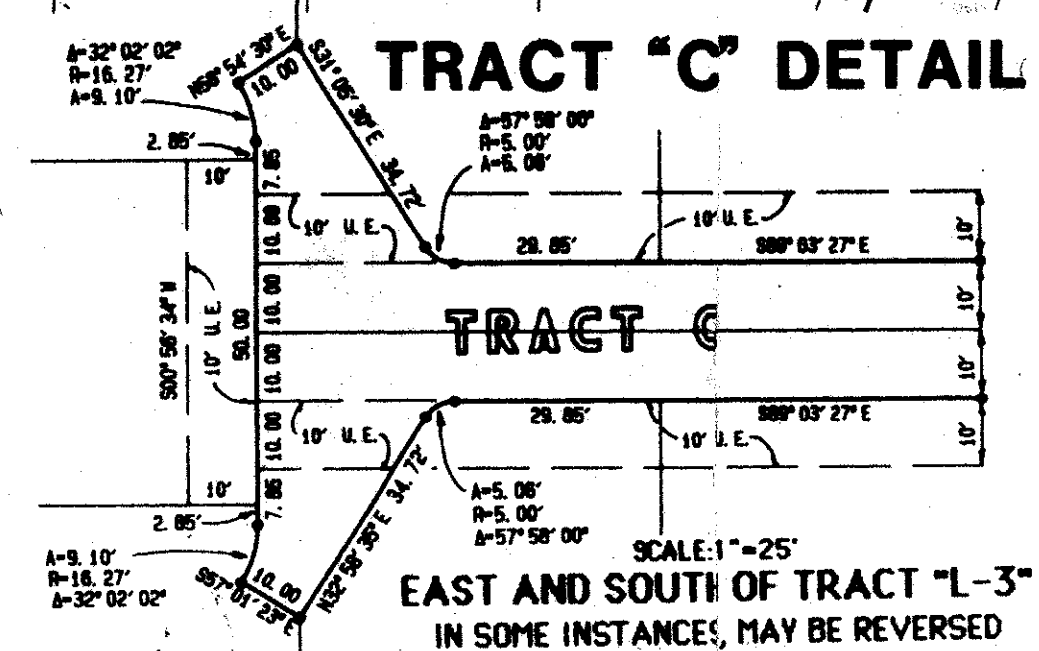 TRACT "C" DETAIL
Δ=32° 02' 02"
R=16. 27'
A=9. 10'
N58° 54' 30" E
10. 00
S31° 05' 30" E 34. 72'
Δ=57° 58' 00"
R=5. 00'
A=5. 06'
2. 85'
7. 85
10'
10. 00
10' U. E.
10' U. E.
29. 85'
S89° 03' 27" E
10'
S00° 56' 34" W
10' U. E.
50. 00
10. 00
TRACT C
10'
10. 00
10'
29. 85'
S89° 03' 27" E
10. 00
10' U. E.
10' U. E.
10'
10'
7. 85
2. 85'
N32° 58' 35" E 34. 72'
A=5. 06'
R=5. 00'
Δ=57° 58' 00"
A=9. 10'
R=16. 27'
Δ=32° 02' 02"
10. 00
S57° 01' 23" E
SCALE:1"=25'
EAST AND SOUTH OF TRACT "L-3"
IN SOME INSTANCES, MAY BE REVERSED